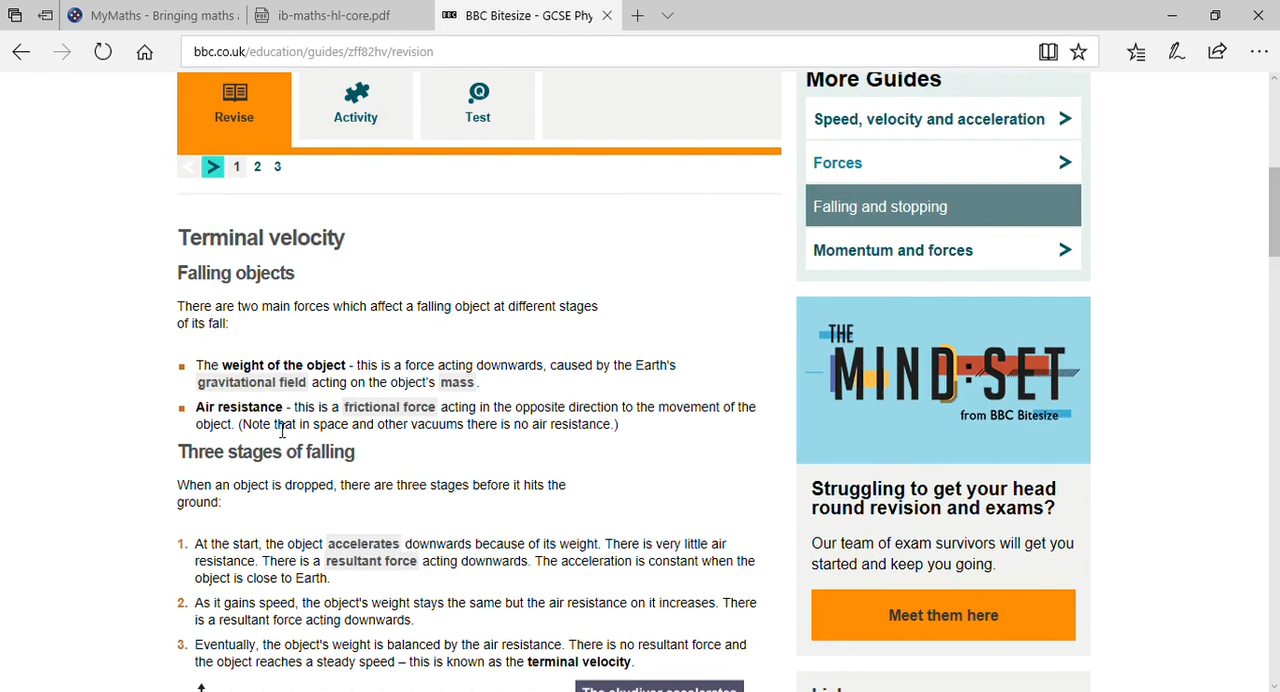 MyMaths - Bringing maths
ib-maths-hl-core.pdf
BBC Bitesize - GCSE Phy
bbc.co.uk/education/guides/zff82hv/revision
Revise
Activity
Test
1 2 3
Terminal velocity
Falling objects
There are two main forces which affect a falling object at different stages
of its fall:
The weight of the object - this is a force acting downwards, caused by the Earth's
gravitational field acting on the object's mass.
Air resistance - this is a frictional force acting in the opposite direction to the movement of the
object. (Note that in space and other vacuums there is no air resistance.)
Three stages of falling
When an object is dropped, there are three stages before it hits the
ground:
1. At the start, the object accelerates downwards because of its weight. There is very little air
resistance. There is a resultant force acting downwards. The acceleration is constant when the
object is close to Earth.
2. As it gains speed, the object's weight stays the same but the air resistance on it increases. There
is a resultant force acting downwards.
3. Eventually, the object's weight is balanced by the air resistance. There is no resultant force and
the object reaches a steady speed – this is known as the terminal velocity.
The skydiver accelerates
More Guides
Speed, velocity and acceleration
Forces
Falling and stopping
Momentum and forces
THE
MIND:SET
from BBC Bitesize
Struggling to get your head
round revision and exams?
Our team of exam survivors will get you
started and keep you going.
Meet them here